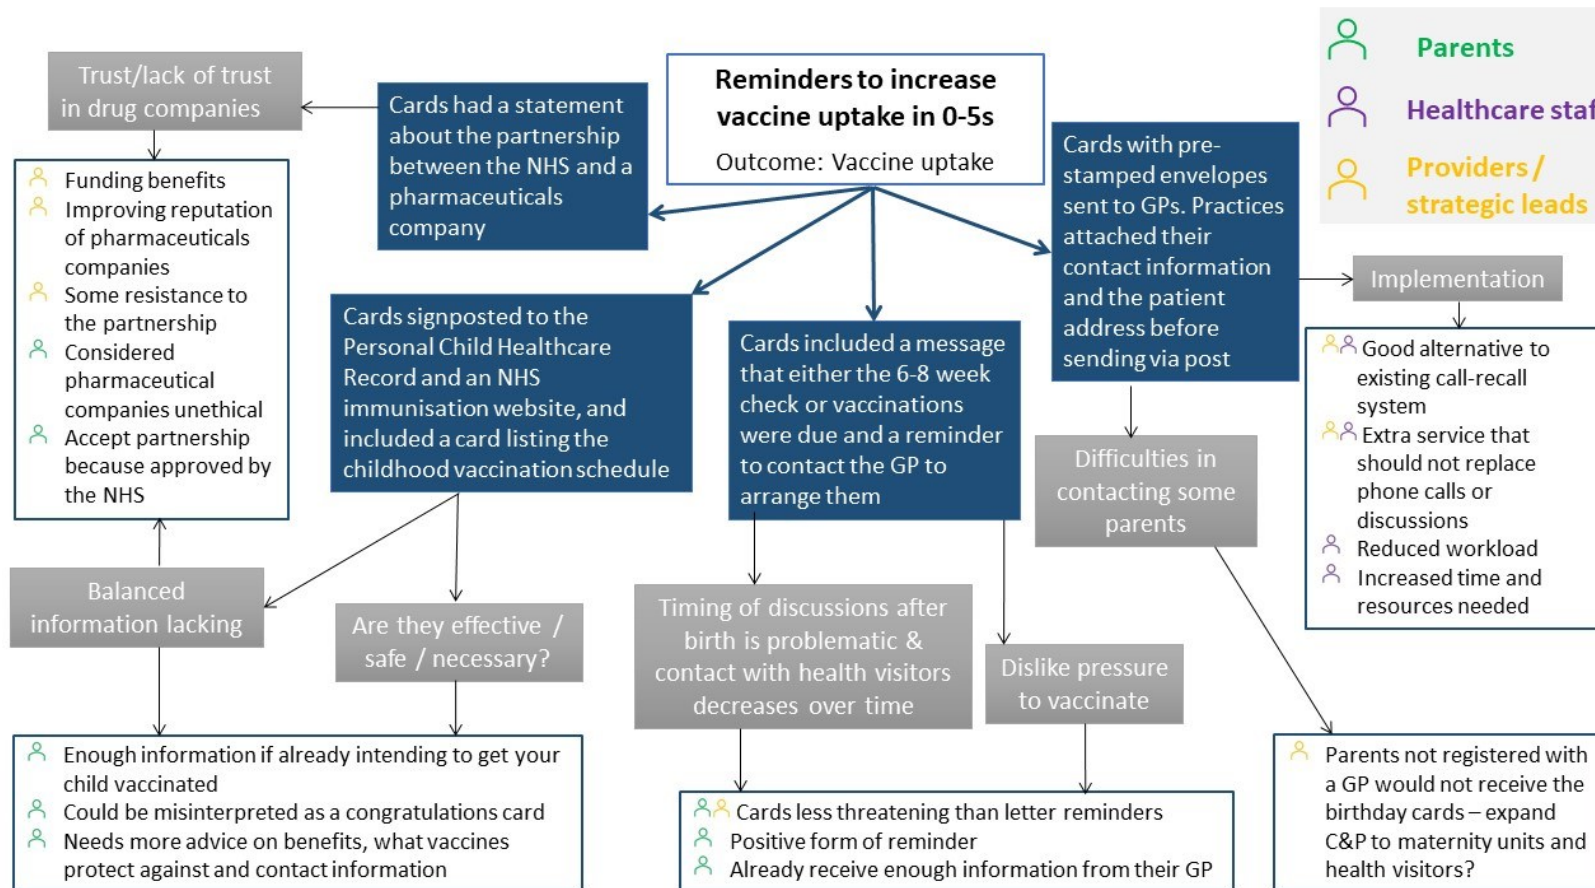 Reminders to increase
vaccine uptake in 0-5s
Outcome: Vaccine uptake
Parents
Healthcare staf
Providers /
strategic leads
Trust/lack of trust
in drug companies
Cards had a statement
about the partnership
between the NHS and a
pharmaceuticals
company
Cards with pre-
stamped envelopes
sent to GPs. Practices
attached their
contact information
and the patient
address before
sending via post
Implementation
Funding benefits
Improving reputation
of pharmaceuticals
companies
Some resistance to
the partnership
Considered
pharmaceutical
companies unethical
Accept partnership
because approved by
the NHS
Cards signposted to the
Personal Child Healthcare
Record and an NHS
immunisation website, and
included a card listing the
childhood vaccination schedule
Cards included a message
that either the 6-8 week
check or vaccinations
were due and a reminder
to contact the GP to
arrange them
Good alternative to
existing call-recall
system
Extra service that
should not replace
phone calls or
discussions
Reduced workload
Increased time and
resources needed
Difficulties in
contacting some
parents
Balanced
information lacking
Are they effective /
safe / necessary?
Timing of discussions after
birth is problematic &
contact with health visitors
decreases over time
Dislike pressure
to vaccinate
Enough information if already intending to get your
child vaccinated
Could be misinterpreted as a congratulations card
Needs more advice on benefits, what vaccines
protect against and contact information
Cards less threatening than letter reminders
Positive form of reminder
Already receive enough information from their GP
Parents not registered with
a GP would not receive the
birthday cards – expand
C&P to maternity units and
health visitors?